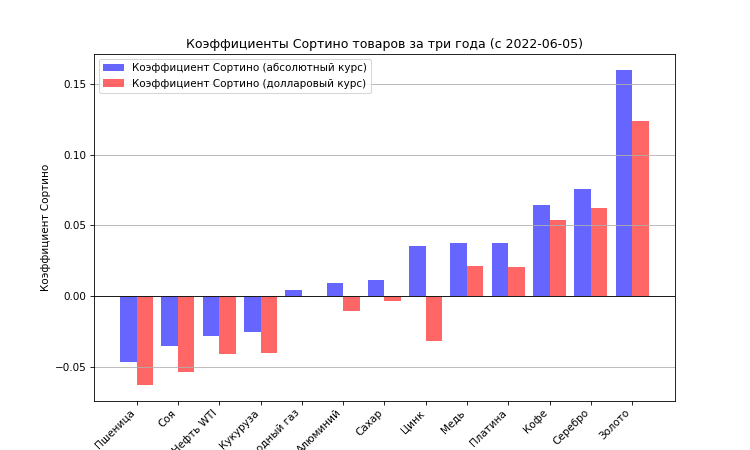 Коэффициенты Сортино товаров за три года (с 2022-06-05)
Коэффициент Сортино (абсолютный курс)
Коэффициент Сортино (долларовый курс)
Коэффициент Сортино
0.15
0.10
0.05
0.00
−0.05
Пшеница
Соя
Нефть WTI
Кукуруза
одный газ
Алюминий
Сахар
Цинк
Медь
Платина
Кофе
Серебро
Золото